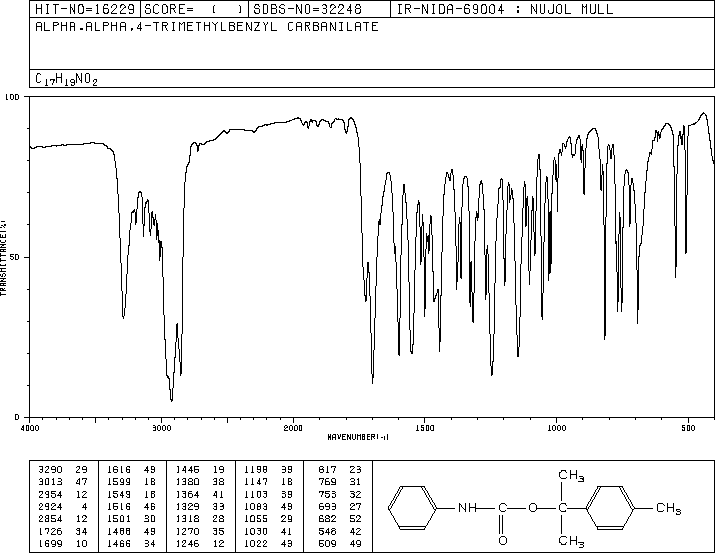 HIT-NO=16229 SCORE= ( ) SDBS-NO=32248 IR-NIDA-69004 : NUJOL MULL
ALPHA,ALPHA,4-TRIMETHYLBENZYL CARBANILATE
C17H19NO2
100
50
0
TRANSMITTANCE(%)
4000 3000 2000 1500 1000 500
WAVENUMBER(-1)
3290 29 1616 49 1446 19 1198 39 817 23
3013 47 1599 18 1380 38 1147 18 769 31
2954 12 1549 18 1364 41 1103 39 753 32
2924 4 1516 46 1329 33 1083 49 693 27
2854 12 1501 30 1318 28 1055 29 682 52
1726 34 1488 49 1270 35 1030 41 548 42
1699 10 1466 34 1246 12 1022 43 509 49
CH3
NH C O C CH3
O CH3